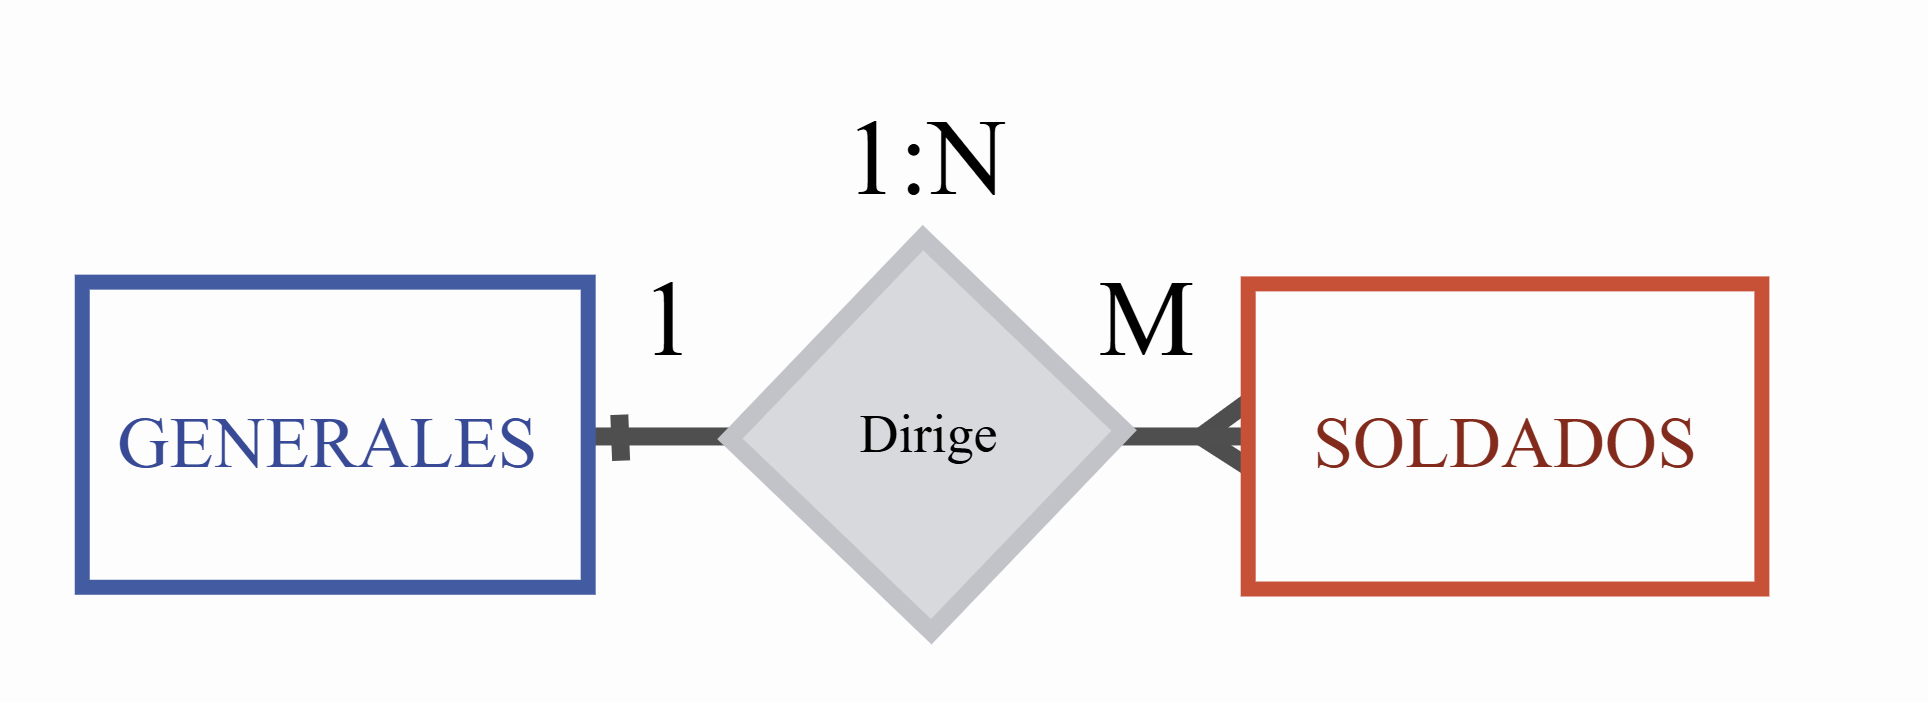 1:N
1
M
GENERALES
Dirige
SOLDADOS